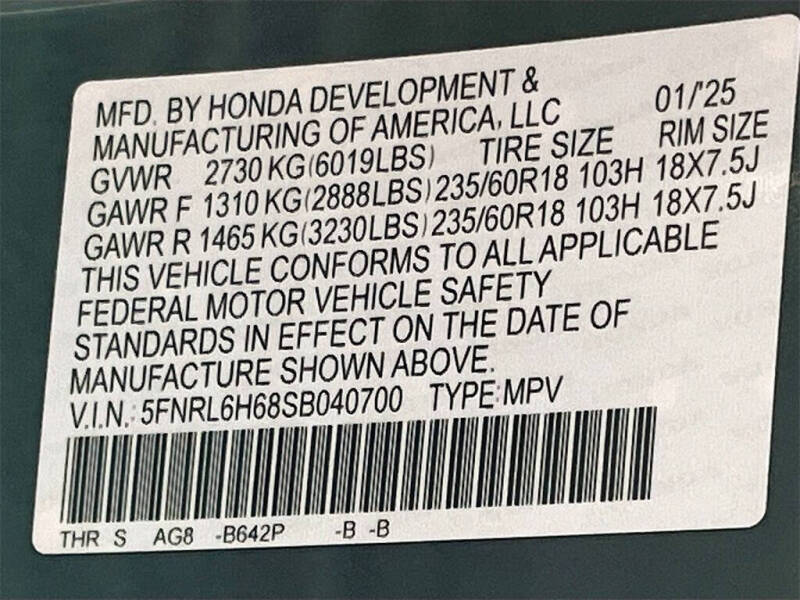 MFD. BY HONDA DEVELOPMENT &
MANUFACTURING OF AMERICA, LLC 01/'25
GVWR 2730 KG(6019LBS) TIRE SIZE RIM SIZE
GAWR F 1310 KG(2888LBS) 235/60R18 103H 18X7.5J
GAWR R 1465 KG(3230LBS) 235/60R18 103H 18X7.5J
THIS VEHICLE CONFORMS TO ALL APPLICABLE
FEDERAL MOTOR VEHICLE SAFETY
STANDARDS IN EFFECT ON THE DATE OF
MANUFACTURE SHOWN ABOVE.
V.I.N.: 5FNRL6H68SB040700 TYPE:MPV
THR S AG8 -B642P -B -B